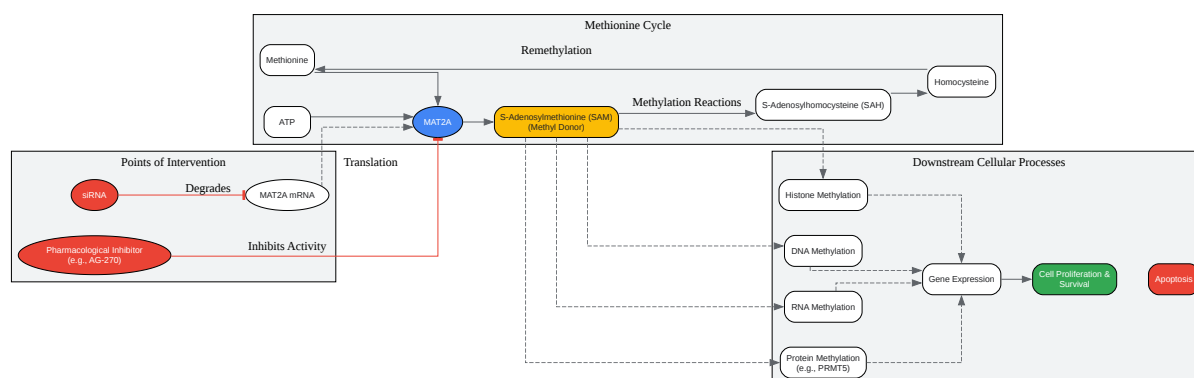 Methionine Cycle
Remethylation
Methionine
Homocysteine
Methylation Reactions
S-Adenosylhomocysteine (SAH)
ATP
MAT2A
S-Adenosylmethionine (SAM)
(Methyl Donor)
Points of Intervention
Translation
Downstream Cellular Processes
siRNA
Degrades
MAT2A mRNA
Histone Methylation
Inhibits Activity
Pharmacological Inhibitor
(e.g., AG-270)
DNA Methylation
Gene Expression
Cell Proliferation &
Survival
Apoptosis
RNA Methylation
Protein Methylation
(e.g., PRMT5)